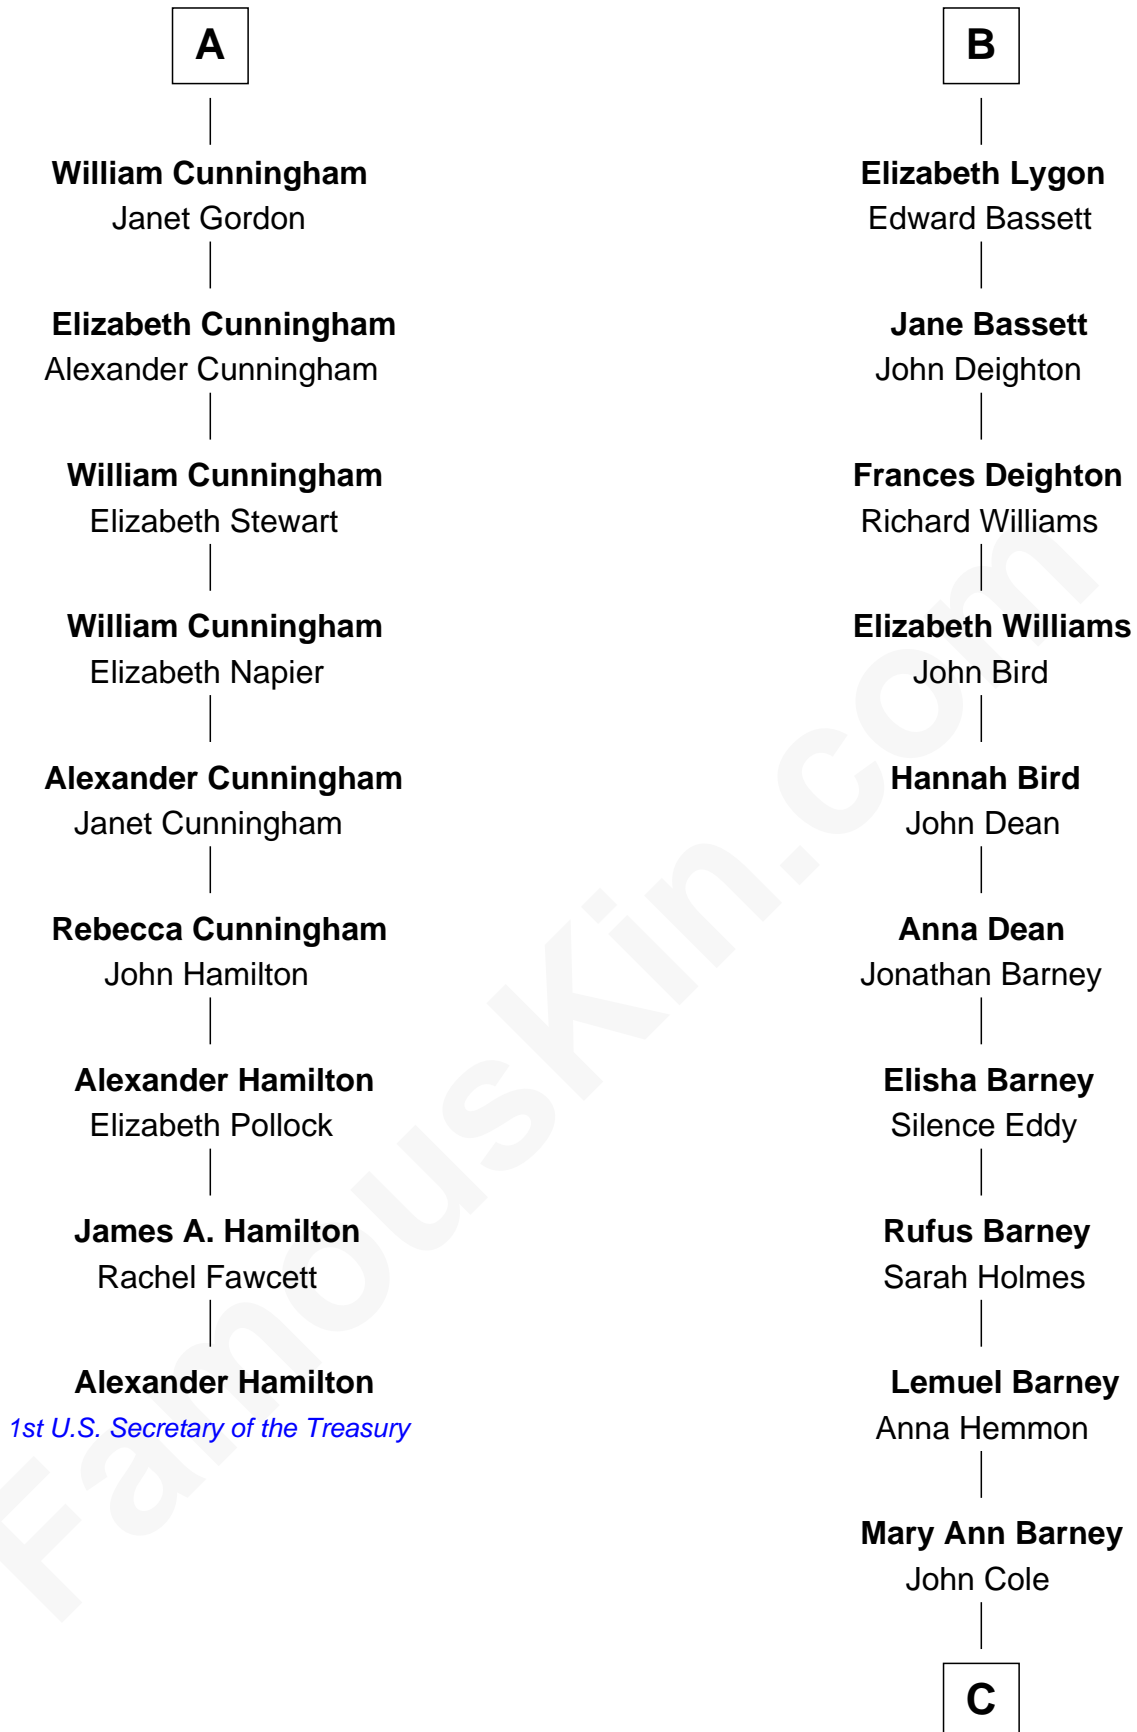 A
William Cunningham
Janet Gordon
Elizabeth Cunningham
Alexander Cunningham
William Cunningham
Elizabeth Stewart
William Cunningham
Elizabeth Napier
Alexander Cunningham
Janet Cunningham
Rebecca Cunningham
John Hamilton
Alexander Hamilton
Elizabeth Pollock
James A. Hamilton
Rachel Fawcett
Alexander Hamilton
1st U.S. Secretary of the Treasury
B
Elizabeth Lygon
Edward Bassett
Jane Bassett
John Deighton
Frances Deighton
Richard Williams
Elizabeth Williams
John Bird
Hannah Bird
John Dean
Anna Dean
Jonathan Barney
Elisha Barney
Silence Eddy
Rufus Barney
Sarah Holmes
Lemuel Barney
Anna Hemmon
Mary Ann Barney
John Cole
C
FamousKin.com